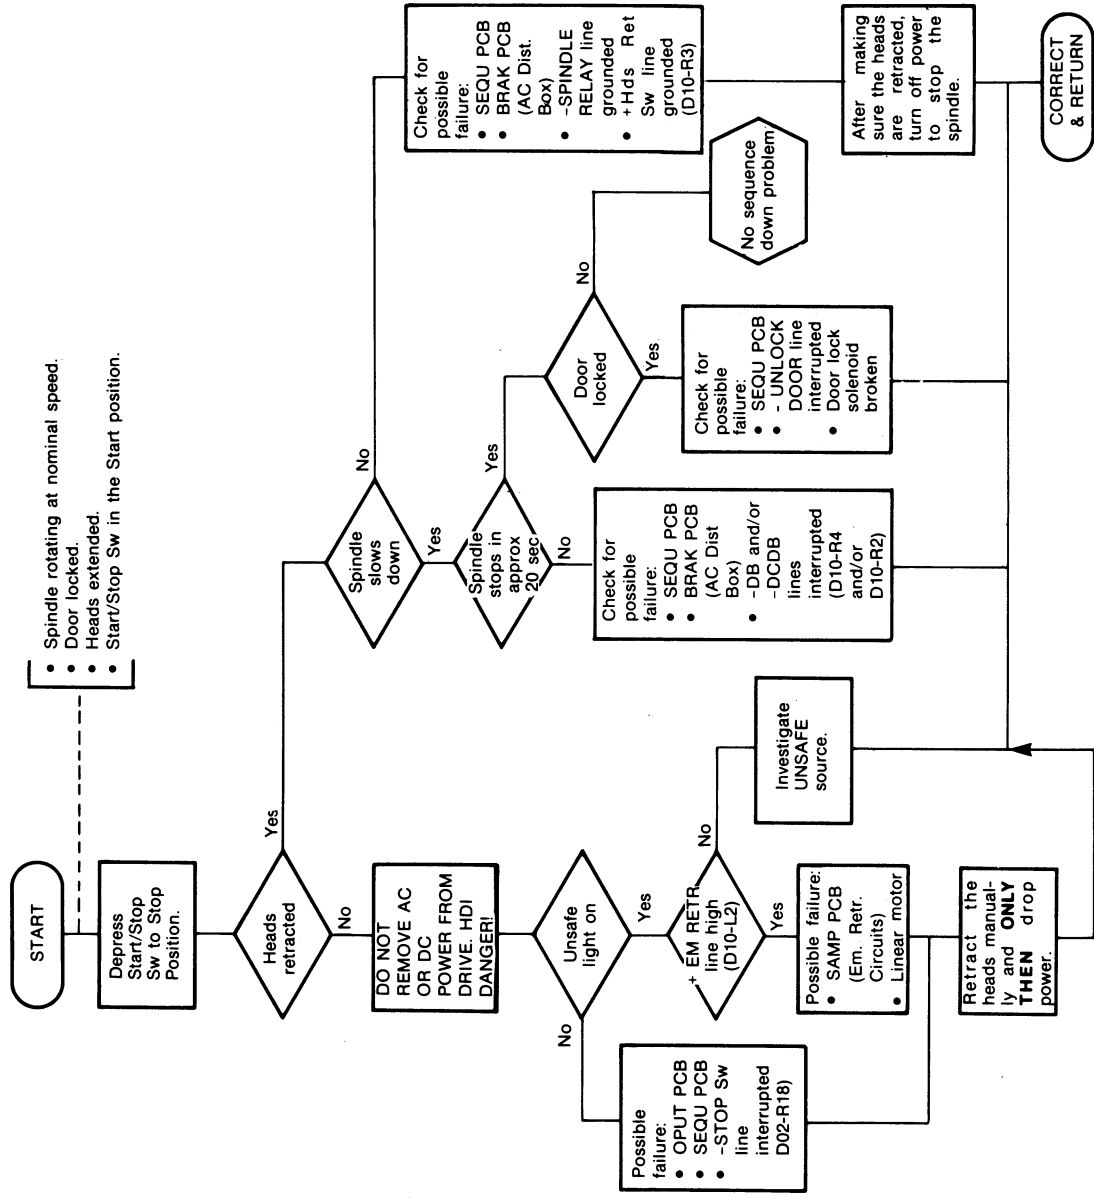 START
• Spindle rotating at nominal speed.
• Door locked.
• Heads extended.
• Start/Stop Sw in the Start position.
Depress
Start/Stop
Sw to Stop
Position.
Heads
retracted
Yes
No
DO NOT
REMOVE AC
OR DC
POWER FROM
DRIVE. HDI
DANGER!
Unsafe
light on
No
Yes
Possible
failure:
• OPUT PCB
• SEQU PCB
• -STOP Sw
line
interrupted
D02-R18)
+ EM RETR
line high
(D10-L2)
No
Yes
Possible failure:
• SAMP PCB
(Em. Retr.
Circuits)
• Linear motor
Investigate
UNSAFE
source.
Retract the
heads manual-
ly and ONLY
THEN drop
power.
Spindle
slows
down
No
Yes
Spindle
stops in
approx
20 sec
Yes
No
Check for
possible
failure:
• SEQU PCB
• BRAK PCB
(AC Dist
Box)
• -DB and/or
-DCDB
lines
interrupted
(D10-R4
and/or
D10-R2)
Door
locked
No
Yes
Check for
possible
failure:
• SEQU PCB
• - UNLOCK
DOOR line
interrupted
• Door lock
solenoid
broken
No sequence
down problem
Check for
possible
failure:
• SEQU PCB
• BRAK PCB
(AC Dist.
Box)
• -SPINDLE
RELAY line
grounded
• +Hds Ret
Sw line
grounded
(D10-R3)
After making
sure the heads
are retracted,
turn off power
to stop the
spindle.
CORRECT
& RETURN